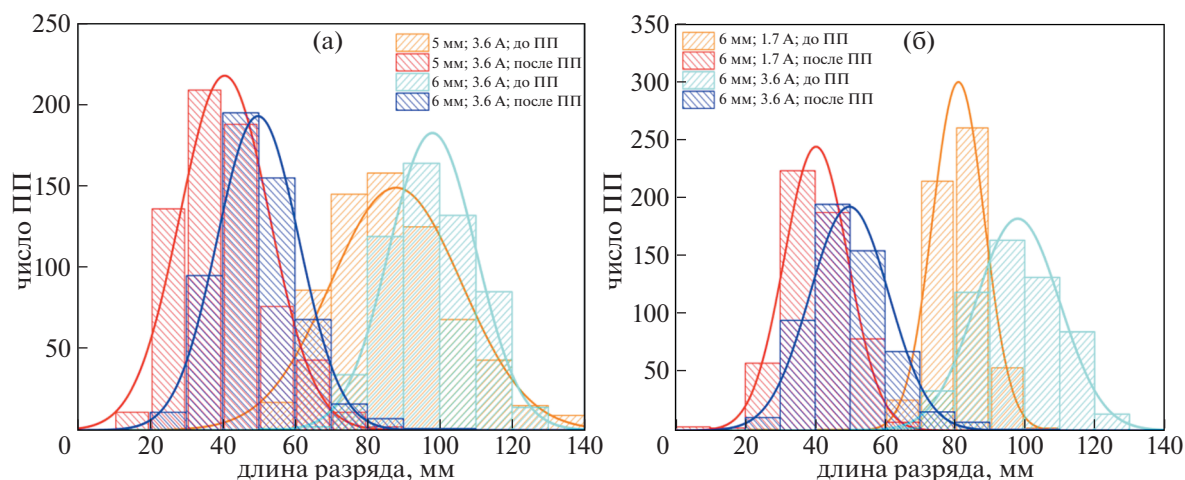 (а)
число ПП
250
200
150
100
50
0
20
40
60
80
100
120
140
длина разряда, мм
5 мм; 3.6 А; до ПП
5 мм; 3.6 А; после ПП
6 мм; 3.6 А; до ПП
6 мм; 3.6 А; после ПП
(б)
число ПП
350
300
250
200
150
100
50
0
20
40
60
80
100
120
140
длина разряда, мм
6 мм; 1.7 А; до ПП
6 мм; 1.7 А; после ПП
6 мм; 3.6 А; до ПП
6 мм; 3.6 А; после ПП